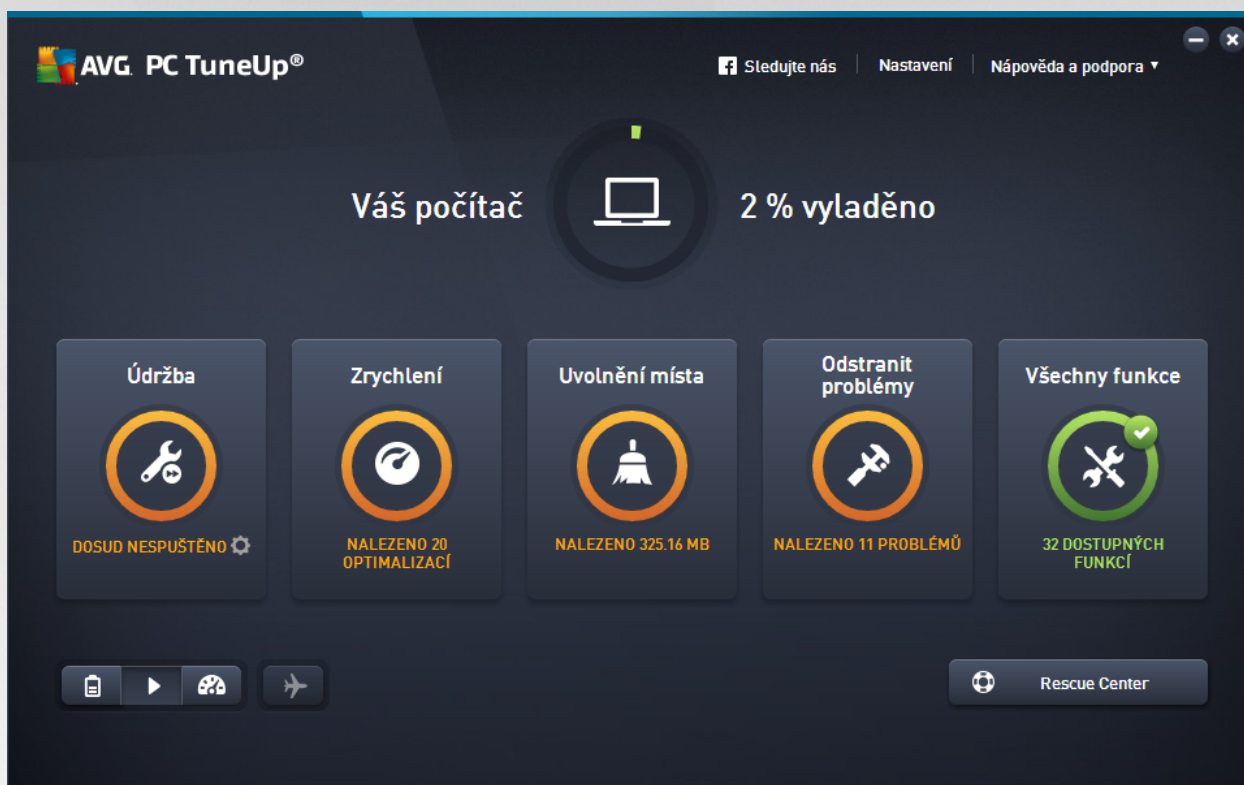 AVG. PC TuneUp®
Sledujte nás
Nastavení
Nápověda a podpora
Váš počítač
2 % vyladěno
Údržba
DOSUD NESPUŠTĚNO
Zrychlení
NALEZENO 20
OPTIMALIZACÍ
Uvolnění místa
NALEZENO 325.16 MB
Odstranit
problémy
NALEZENO 11 PROBLÉMŮ
Všechny funkce
32 DOSTUPNÝCH
FUNKCÍ
Rescue Center